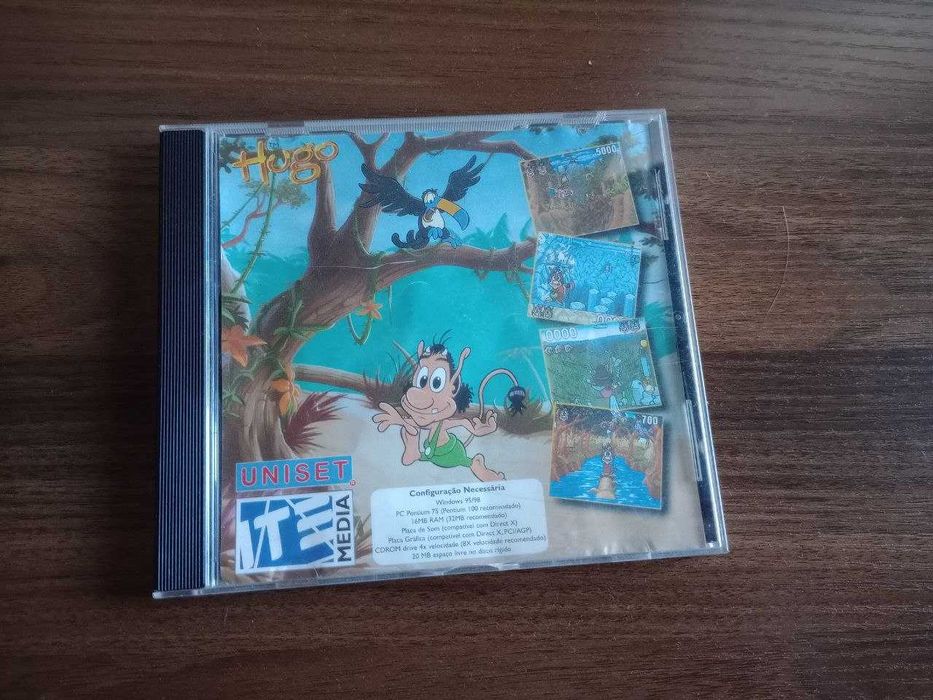 Hugo
5000
0000
700
UNISET
ITE
MEDIA
Configuração Necessária
Windows 95/98
PC Pentium 75 (Pentium 100 recomendado)
16MB RAM (32MB recomendado)
Placa de Som (compatível com Direct X)
Placa Gráfica (compatível com Direct X, PCI/AGP)
CDROM drive 4x velocidade (8X velocidade recomendado)
20 MB espaço livre no disco rígido